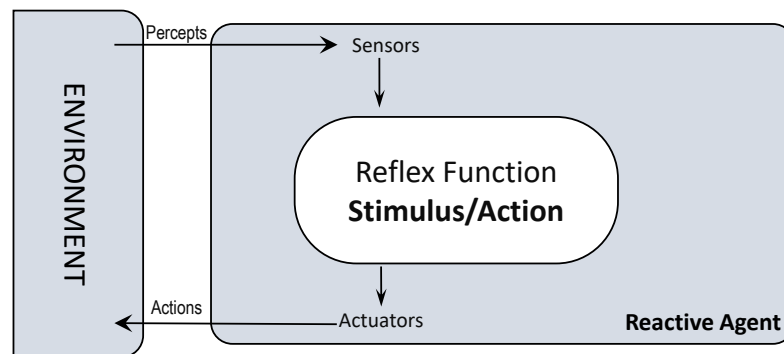 Percepts
Sensors
ENVIRONMENT
Reflex Function
Stimulus/Action
Actions
Actuators
Reactive Agent